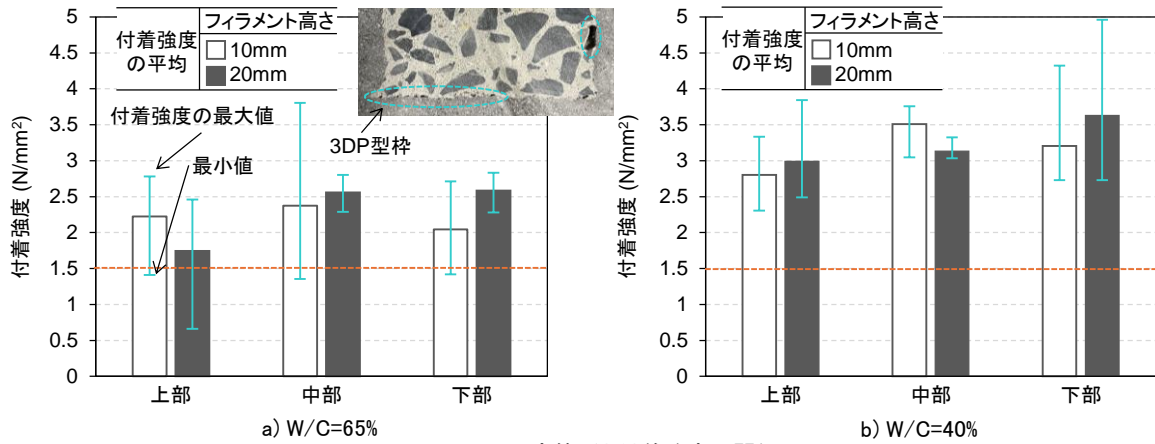 付着強度 (N/mm²)
5
4.5
4
3.5
3
2.5
2
1.5
1
0.5
0
付着強度
の平均
フィラメント高さ
10mm
20mm
付着強度の最大値
最小値
3DP型枠
上部
中部
下部
a) W/C=65%
付着強度 (N/mm²)
5
4.5
4
3.5
3
2.5
2
1.5
1
0.5
0
付着強度
の平均
フィラメント高さ
10mm
20mm
上部
中部
下部
b) W/C=40%